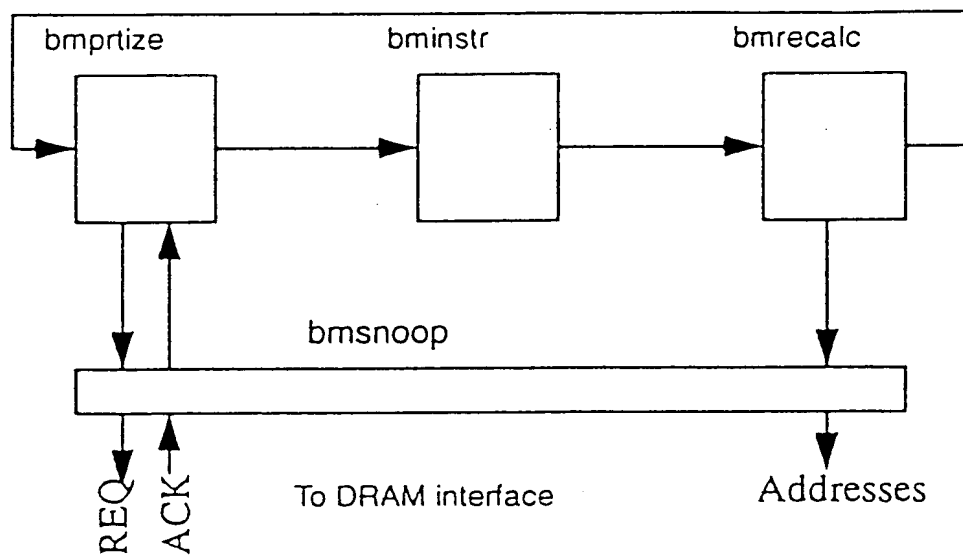 bmprtize
bminstr
bmrecalc
bmsnoop
REQ
ACK
To DRAM interface
Addresses